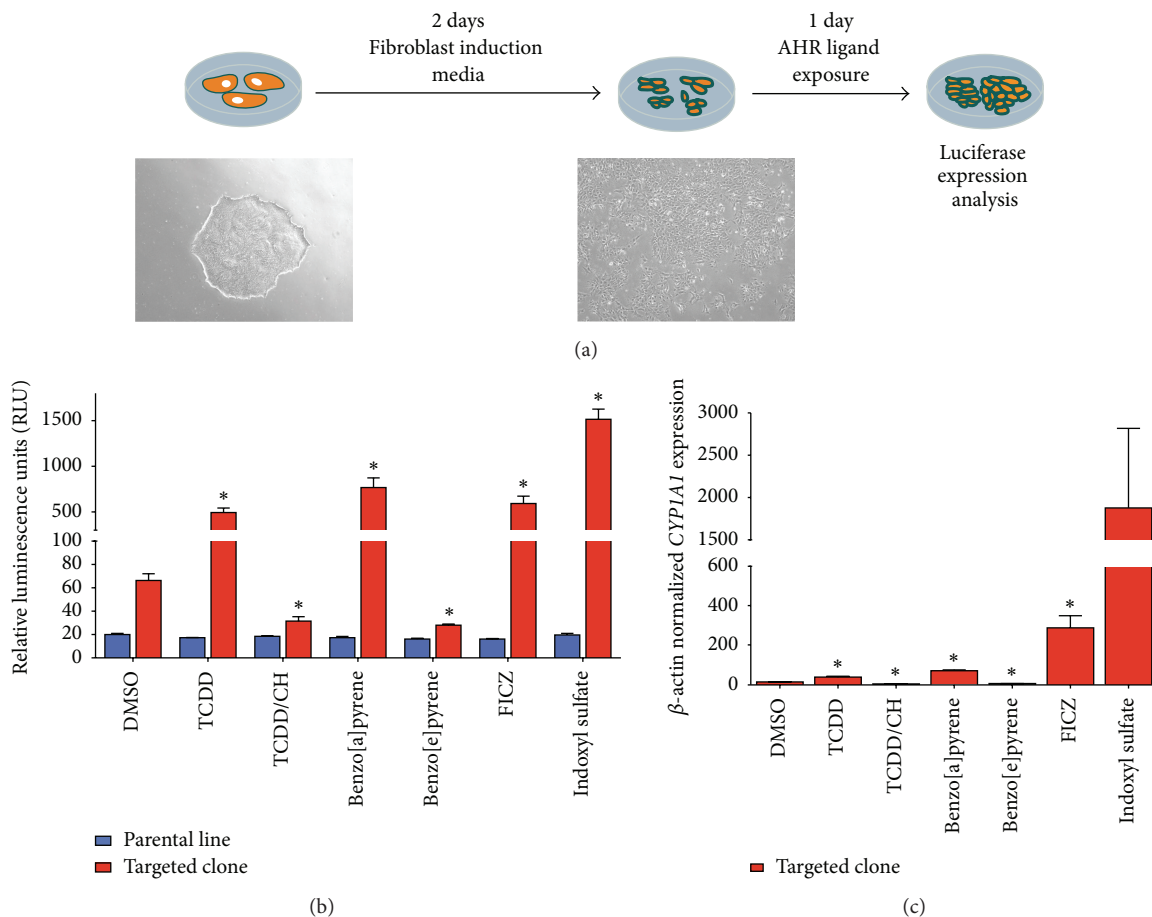 2 days
Fibroblast induction
media
1 day
AHR ligand
exposure
Luciferase
expression
analysis
(a)
Relative luminescence units (RLU)
1500
1000
500
100
80
60
40
20
0
*
*
*
*
*
*
DMSO
TCDD
TCDD/CH
Benzo[a]pyrene
Benzo[e]pyrene
FICZ
Indoxyl sulfate
Parental line
Targeted clone
(b)
β-actin normalized CYP1A1 expression
3000
2500
2000
1500
600
400
200
0
*
*
*
*
*
DMSO
TCDD
TCDD/CH
Benzo[a]pyrene
Benzo[e]pyrene
FICZ
Indoxyl sulfate
Targeted clone
(c)